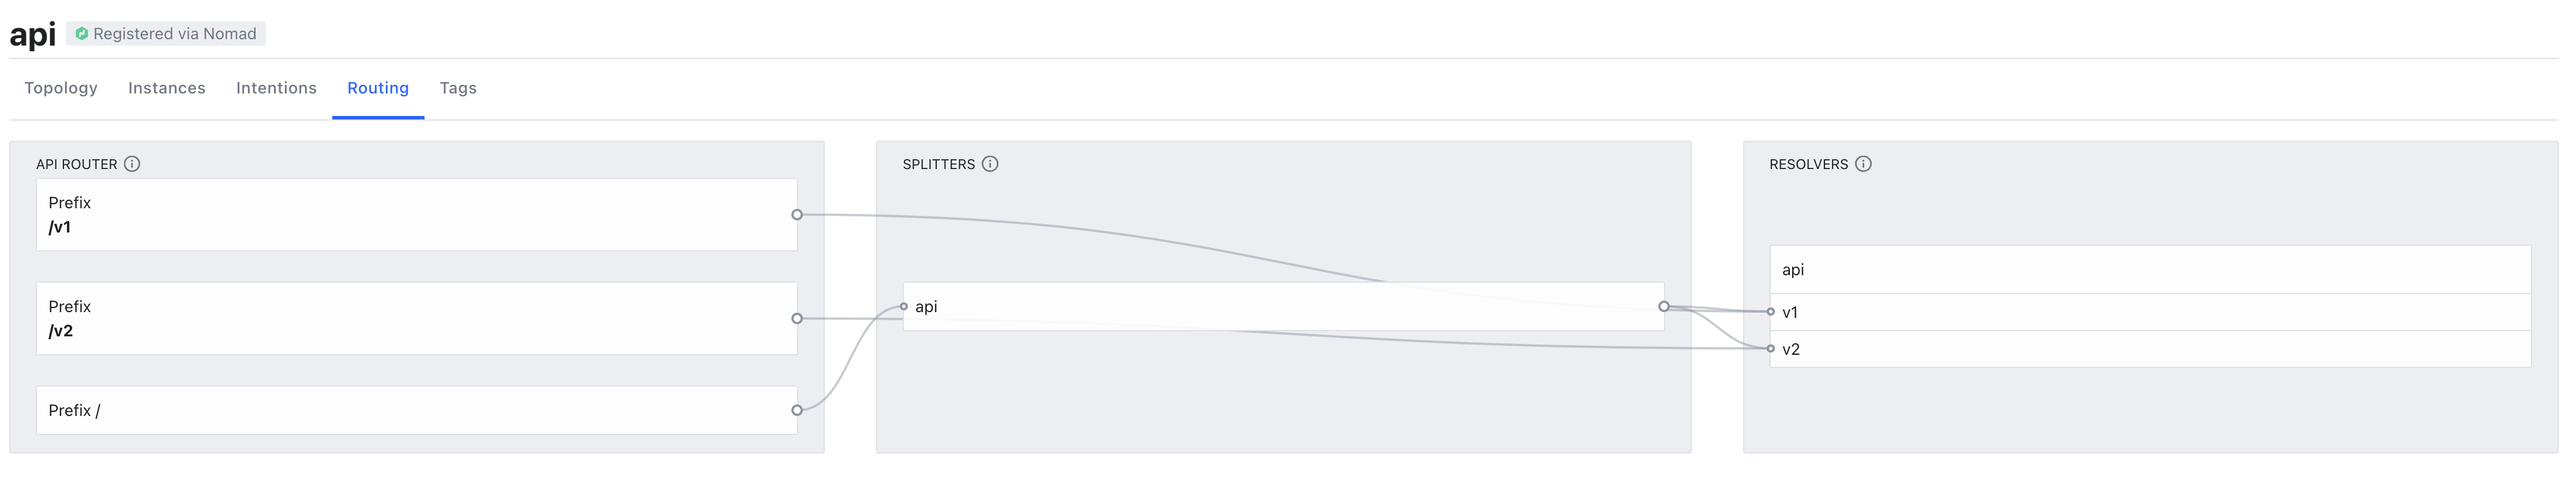 api Registered via Nomad
Topology Instances Intentions Routing Tags
API ROUTER
Prefix
/v1
Prefix
/v2
Prefix /
SPLITTERS
api
RESOLVERS
api
v1
v2